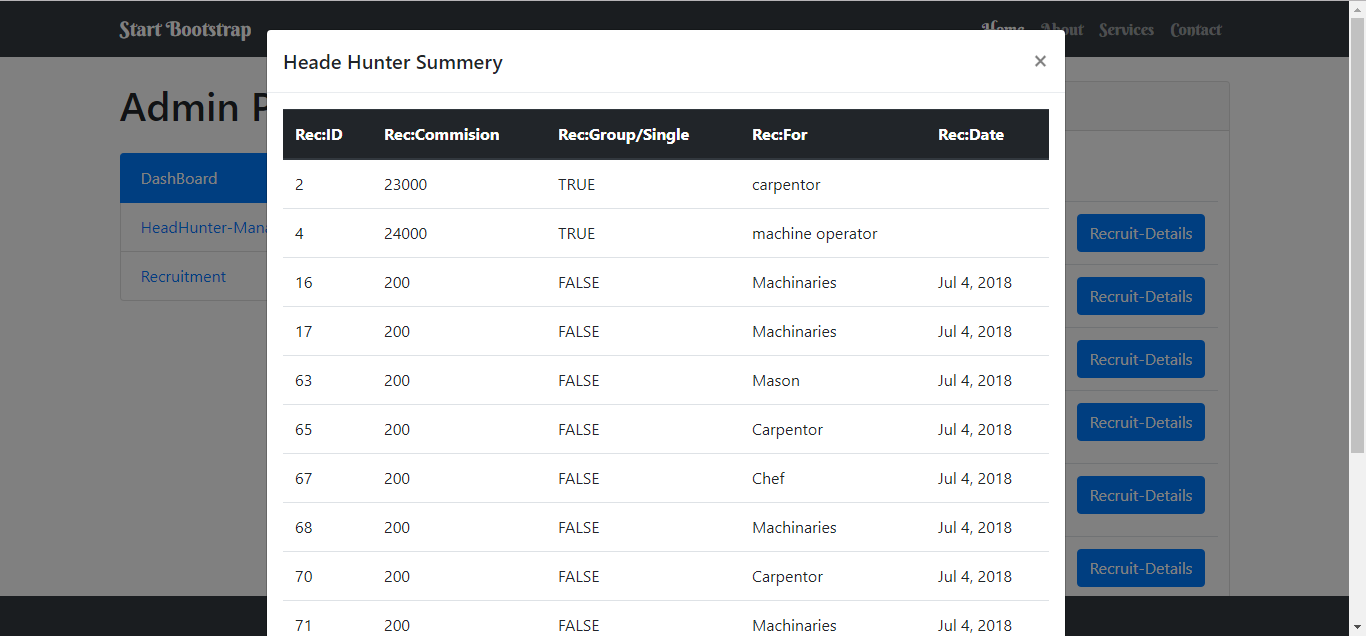 Start Bootstrap Home About Services Contact
Heade Hunter Summery ×
Admin P
Rec:ID Rec:Commision Rec:Group/Single Rec:For Rec:Date
DashBoard
2 23000 TRUE carpentor
HeadHunter-Mana 4 24000 TRUE machine operator Recruit-Details
Recruitment 16 200 FALSE Machinaries Jul 4, 2018
Recruit-Details
17 200 FALSE Machinaries Jul 4, 2018
Recruit-Details
63 200 FALSE Mason Jul 4, 2018
65 200 FALSE Carpentor Jul 4, 2018 Recruit-Details
67 200 FALSE Chef Jul 4, 2018
Recruit-Details
68 200 FALSE Machinaries Jul 4, 2018
70 200 FALSE Carpentor Jul 4, 2018 Recruit-Details
71 200 FALSE Machinaries Jul 4, 2018